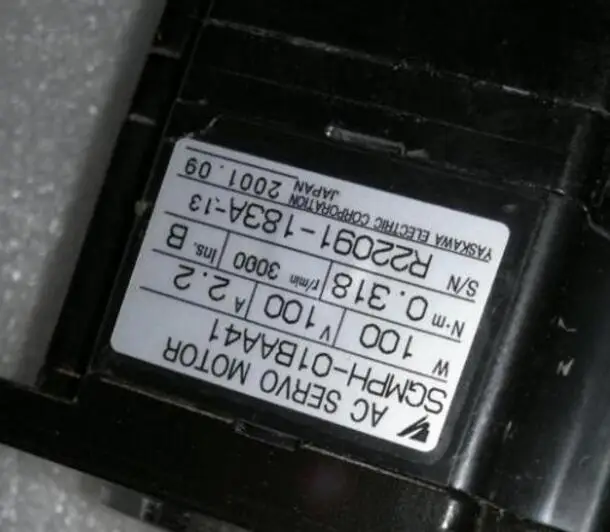 AC SERVO MOTOR
SGMPH-01BAA41
W 100 V 100 A 2.2
N·m 0.318 r/min 3000 Ins. B
S/N R22091-183A-13
YASKAWA ELECTRIC CORPORATION 2001.09
JAPAN